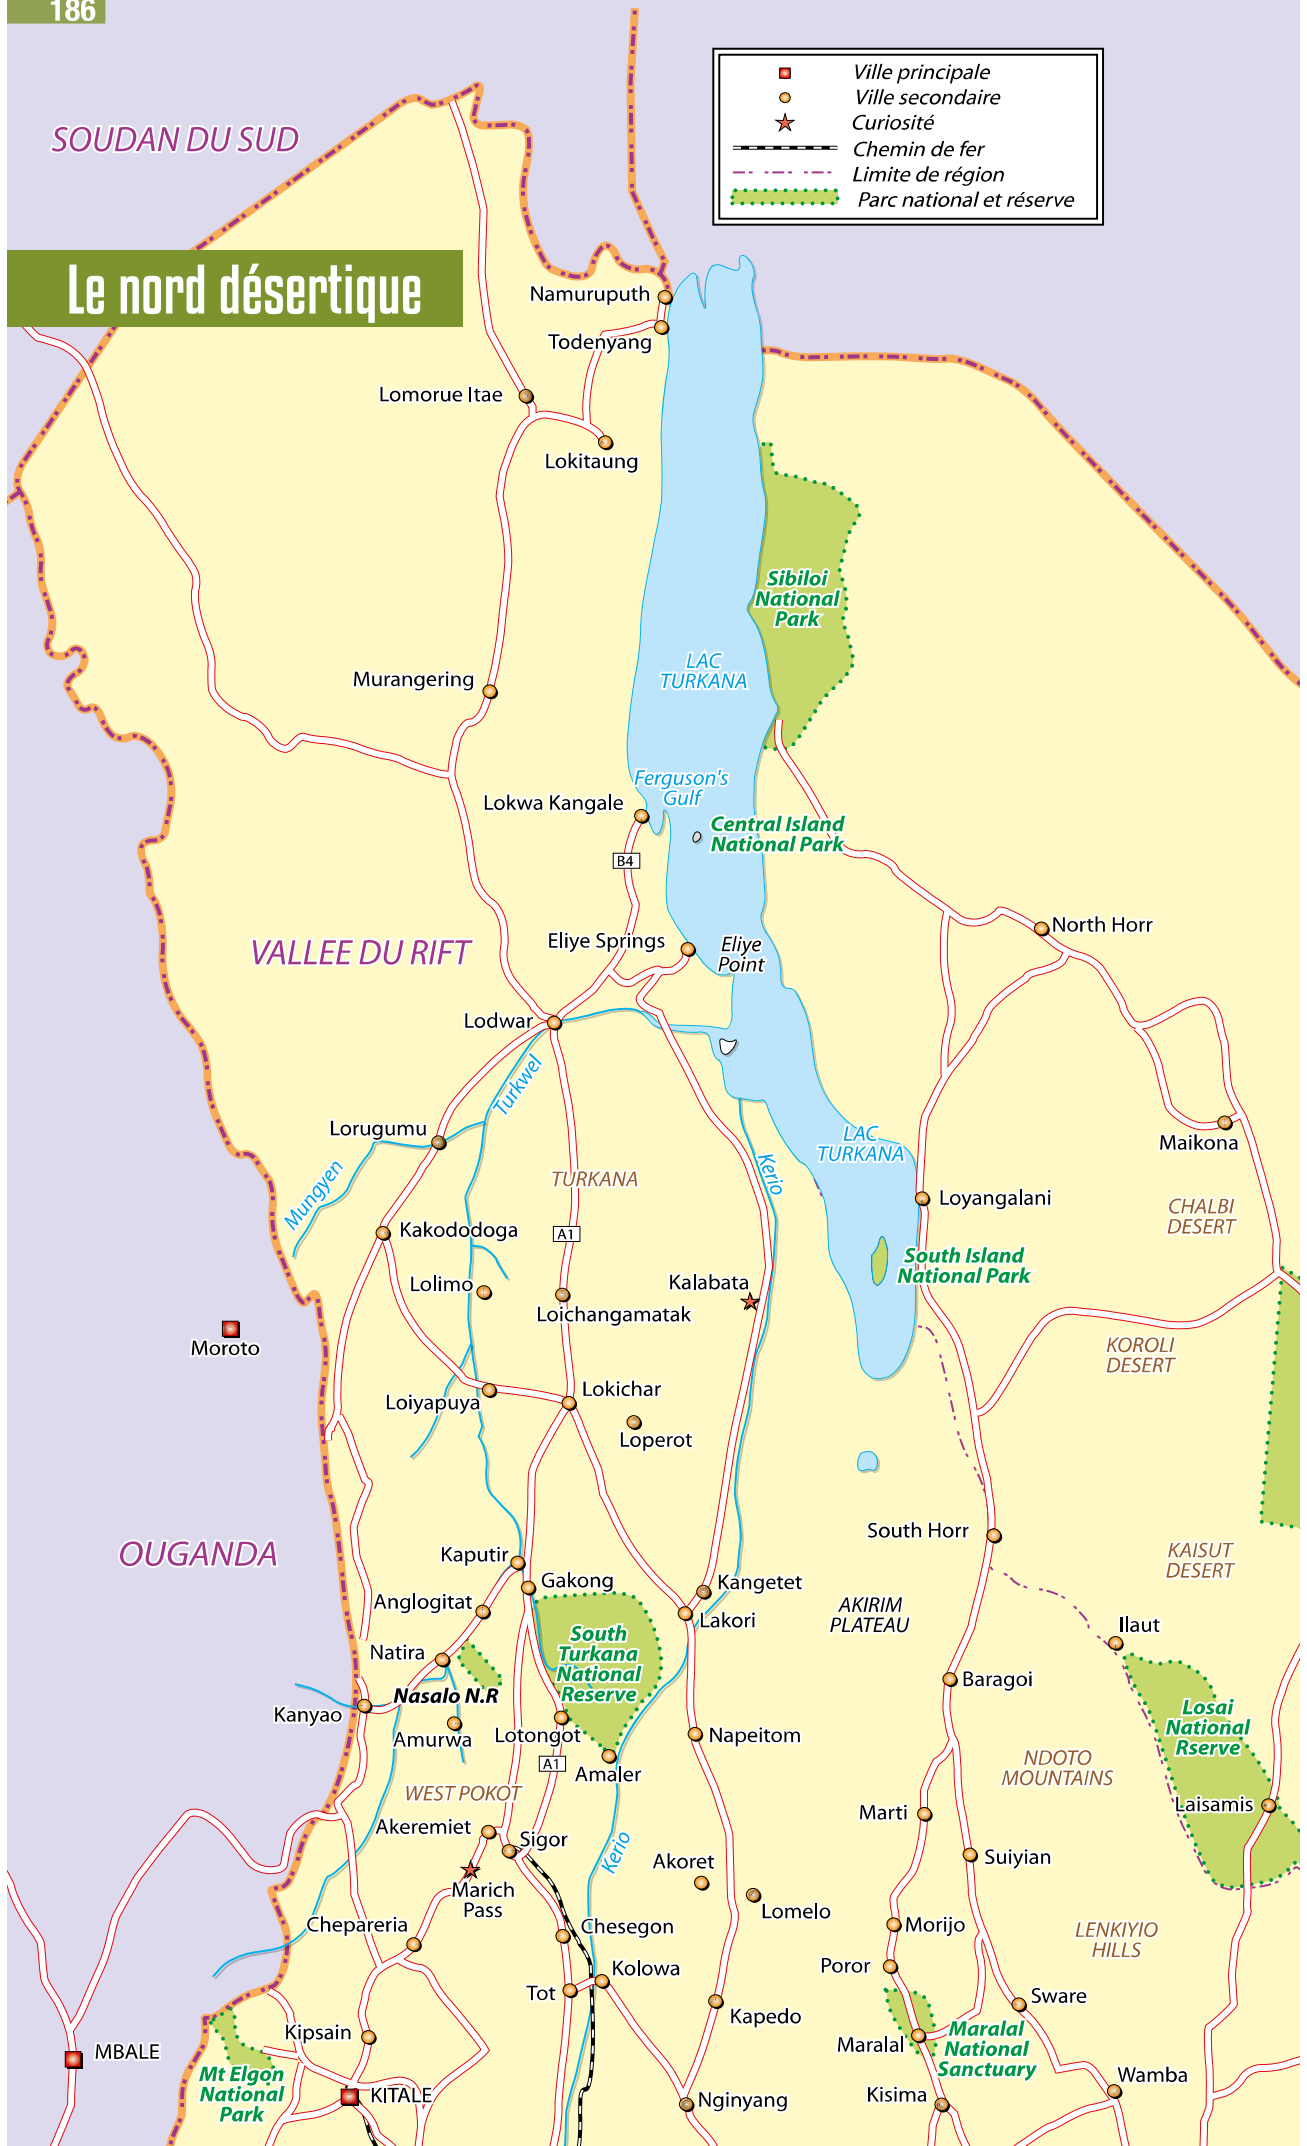 186
Ville principale
Ville secondaire
Curiosité
Chemin de fer
Limite de région
Parc national et réserve
SOUDAN DU SUD
Le nord désertique
Namuruputh
Todenyang
Lomorue Itae
Lokitaung
Sibiloi
National
Park
LAC
TURKANA
Murangering
Ferguson's
Gulf
Lokwa Kangale
Central Island
National Park
B4
North Horr
Eliye Springs
Eliye
Point
VALLEE DU RIFT
Lodwar
Turkwel
Lorugumu
Maikona
LAC
TURKANA
Mungyen
Kerio
TURKANA
Loyangalani
CHALBI
DESERT
Kakododoga
A1
South Island
National Park
Lolimo
Kalabata
Loichangamatak
Moroto
KOROLI
DESERT
Loiyapuya
Lokichar
Loperot
South Horr
OUGANDA
Kaputir
KAISUT
DESERT
Gakong
Kangetet
Anglogitat
AKIRIM
PLATEAU
Lakori
Ilaut
South
Turkana
National
Reserve
Natira
Baragoi
Nasalo N.R
Kanyao
Losai
National
Rserve
Amurwa
Lotongot
Napeitom
A1
Amaler
NDOTO
MOUNTAINS
WEST POKOT
Laisamis
Marti
Akeremiet
Sigor
Kerio
Suiyian
Akoret
Marich
Pass
Lomelo
Chepareria
Chesegon
Morijo
LENKIYIO
HILLS
Poror
Kolowa
Tot
Sware
Kapedo
Kipsain
Maralal
Maralal
National
Sanctuary
MBALE
Mt Elgon
National
Park
KITALE
Wamba
Kisima
Nginyang